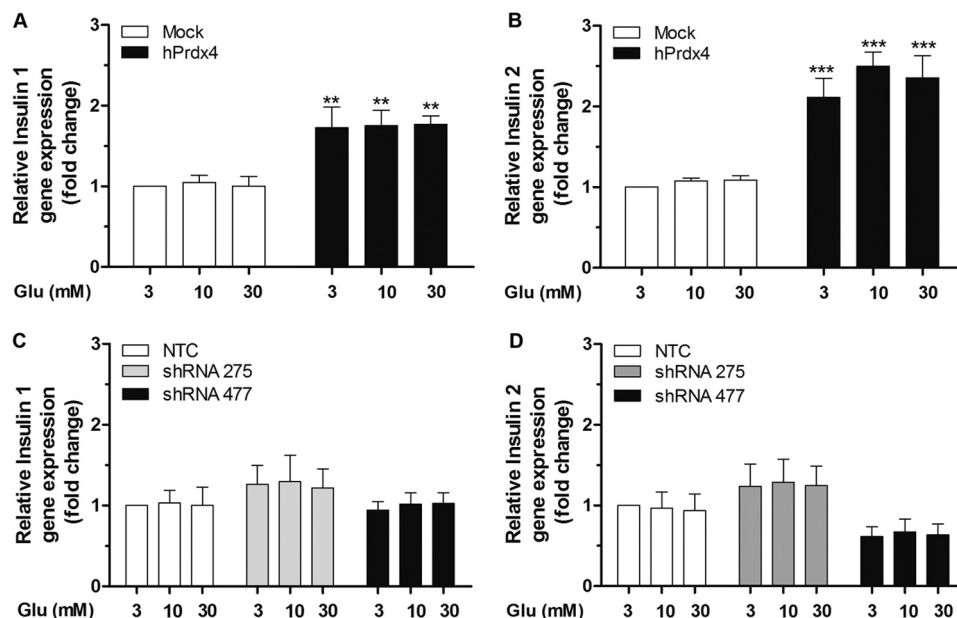 A
Relative Insulin 1
gene expression
(fold change)
3
2
1
0
Mock
hPrdx4
** ** **
Glu (mM) 3 10 30 3 10 30
B
Relative Insulin 2
gene expression
(fold change)
3
2
1
0
Mock
hPrdx4
*** *** ***
Glu (mM) 3 10 30 3 10 30
C
Relative Insulin 1
gene expression
(fold change)
3
2
1
0
NTC
shRNA 275
shRNA 477
Glu (mM) 3 10 30 3 10 30 3 10 30
D
Relative Insulin 2
gene expression
(fold change)
3
2
1
0
NTC
shRNA 275
shRNA 477
Glu (mM) 3 10 30 3 10 30 3 10 30